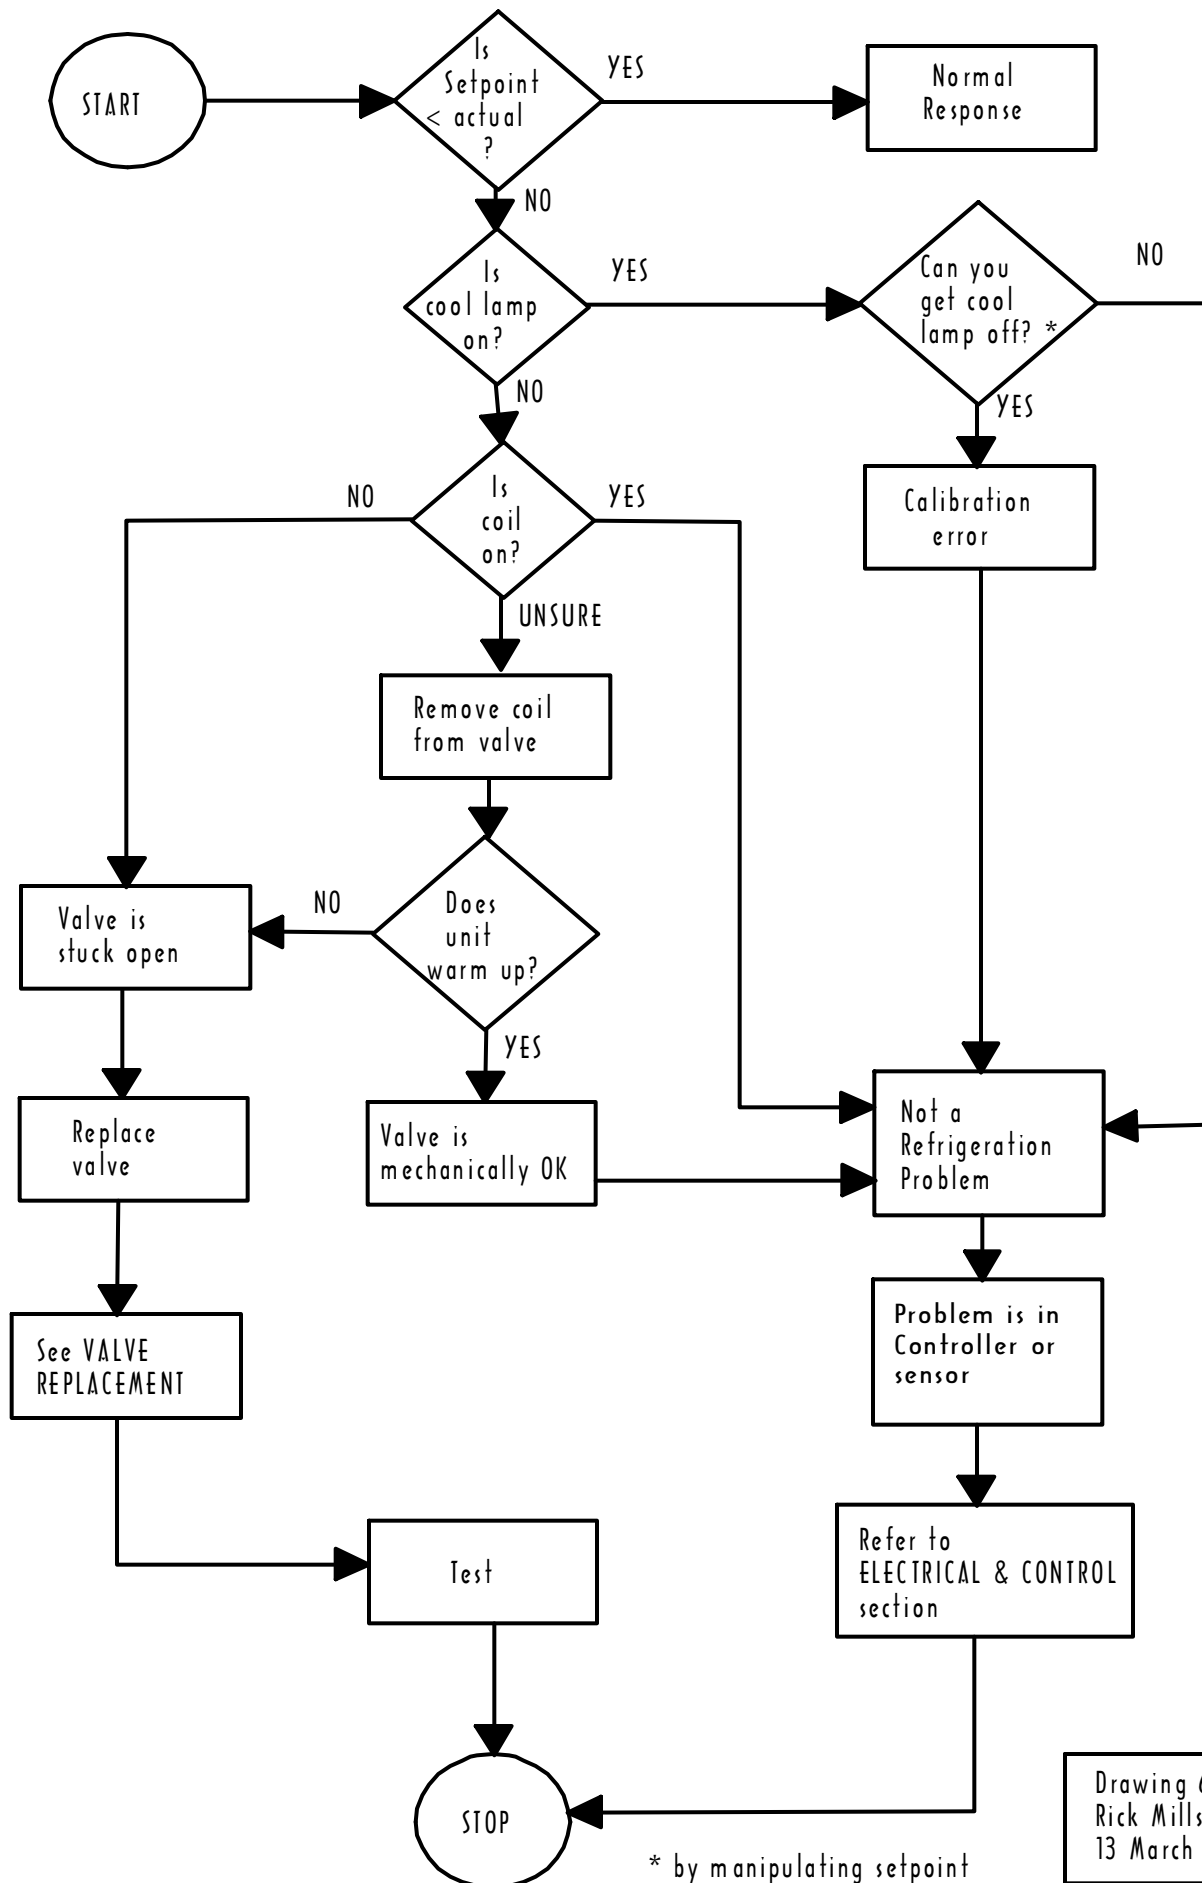 START
Is
Setpoint
< actual
?
YES
Normal
Response
NO
Is
cool lamp
on?
YES
Can you
get cool
lamp off? *
NO
YES
Calibration
error
NO
Is
coil
on?
NO
YES
UNSURE
Remove coil
from valve
Does
unit
warm up?
NO
YES
Valve is
stuck open
Replace
valve
See VALVE
REPLACEMENT
Valve is
mechanically OK
Not a
Refrigeration
Problem
Problem is in
Controller or
sensor
Refer to
ELECTRICAL & CONTROL
section
Test
STOP
* by manipulating setpoint
Drawing
Rick Mills
13 March